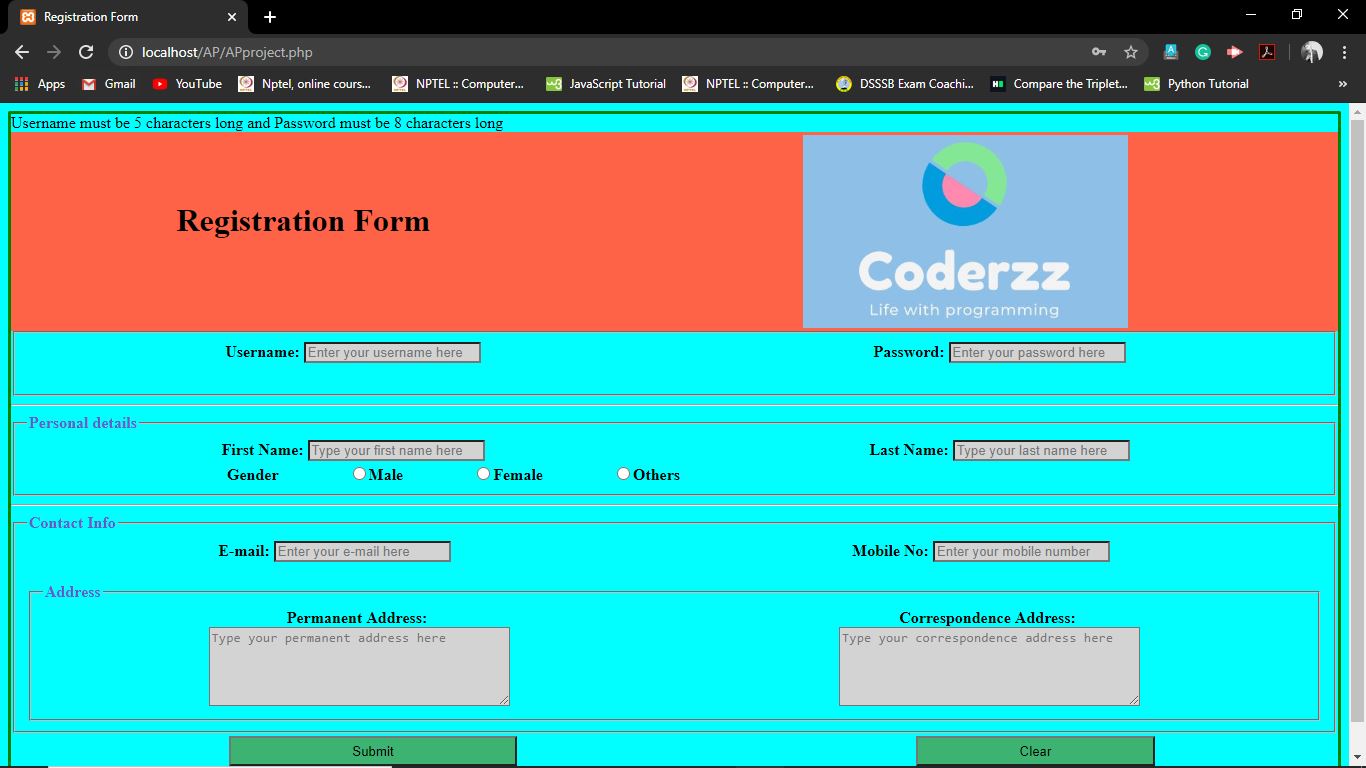 Registration Form
localhost/AP/APproject.php
Apps Gmail YouTube Nptel, online cours... NPTEL :: Computer... JavaScript Tutorial NPTEL :: Computer... DSSSB Exam Coachi... Compare the Triplet... Python Tutorial »
Username must be 5 characters long and Password must be 8 characters long
Registration Form
Coderzz
Life with programming
Username: Enter your username here Password: Enter your password here
Personal details
First Name: Type your first name here Last Name: Type your last name here
Gender Male Female Others
Contact Info
E-mail: Enter your e-mail here Mobile No: Enter your mobile number
Address
Permanent Address: Correspondence Address:
Type your permanent address here Type your correspondence address here
Submit Clear